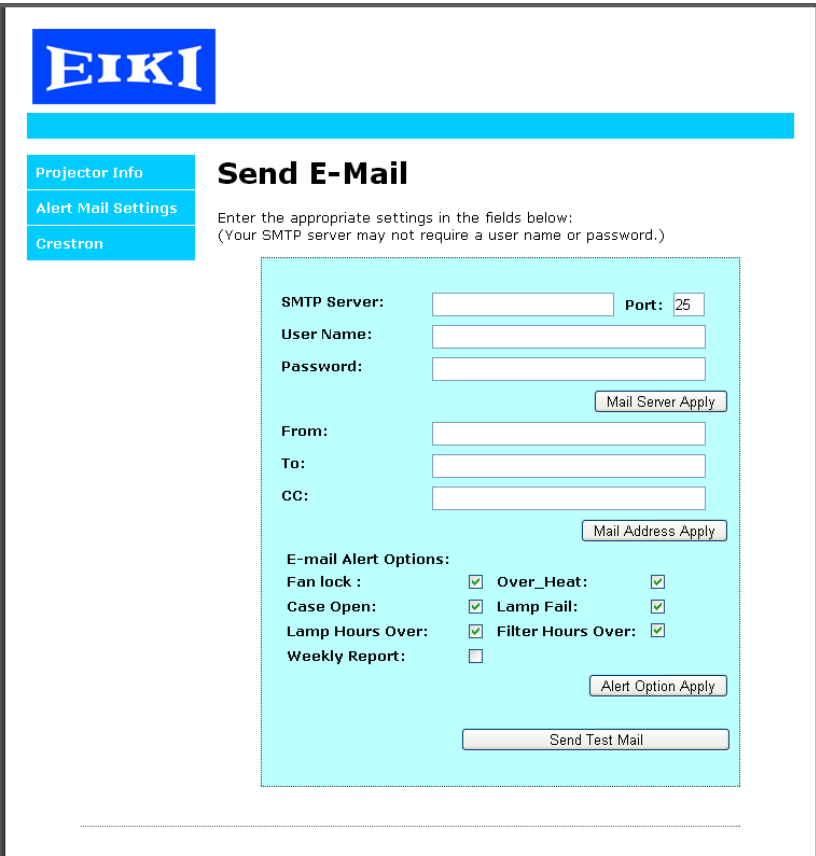 EIKI
Projector Info
Alert Mail Settings
Crestron
Send E-Mail
Enter the appropriate settings in the fields below:
(Your SMTP server may not require a user name or password.)
SMTP Server: Port: 25
User Name:
Password:
Mail Server Apply
From:
To:
CC:
Mail Address Apply
E-mail Alert Options:
Fan lock : Over_Heat:
Case Open: Lamp Fail:
Lamp Hours Over: Filter Hours Over:
Weekly Report:
Alert Option Apply
Send Test Mail